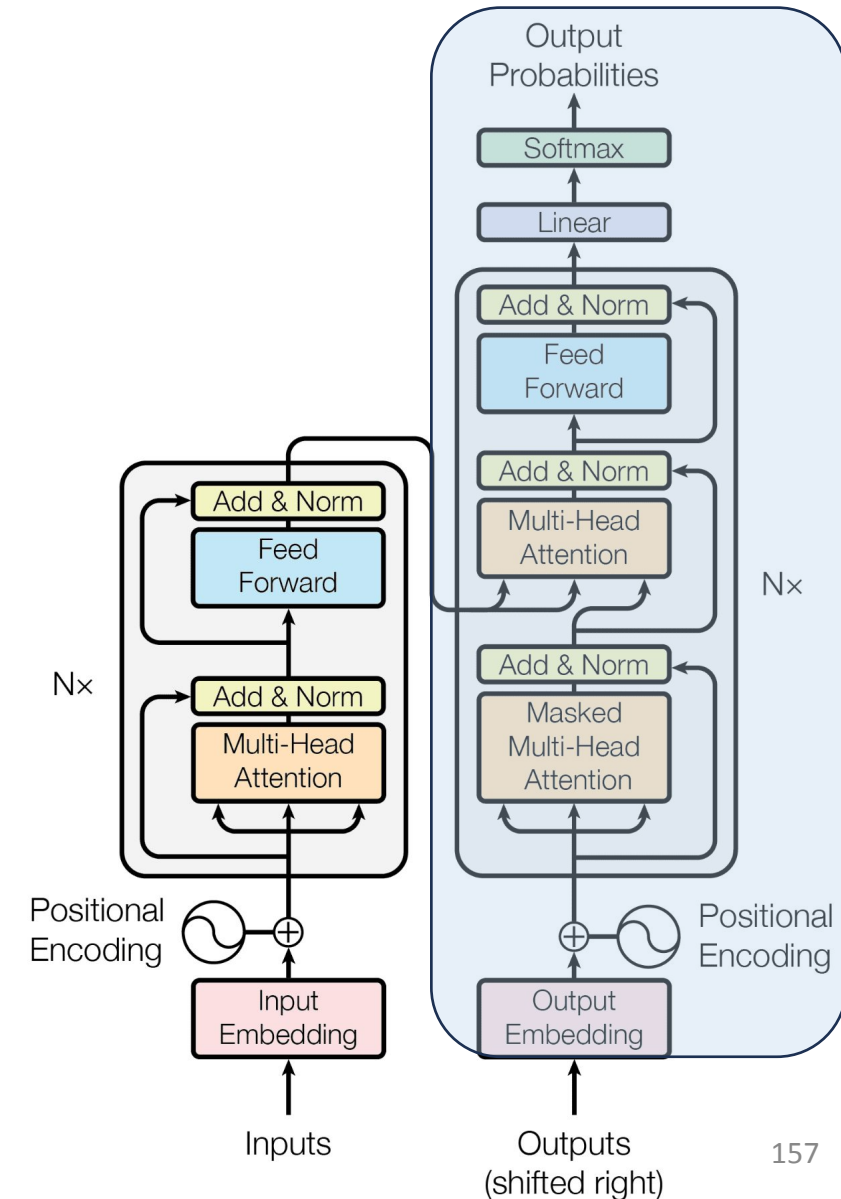 Output
Probabilities
Softmax
Linear
Add & Norm
Feed
Forward
Add & Norm
Multi-Head
Attention
Nx
Add & Norm
Masked
Multi-Head
Attention
Positional
Encoding
Output
Embedding
Outputs
(shifted right)
Add & Norm
Feed
Forward
Nx
Add & Norm
Multi-Head
Attention
Positional
Encoding
Input
Embedding
Inputs
157